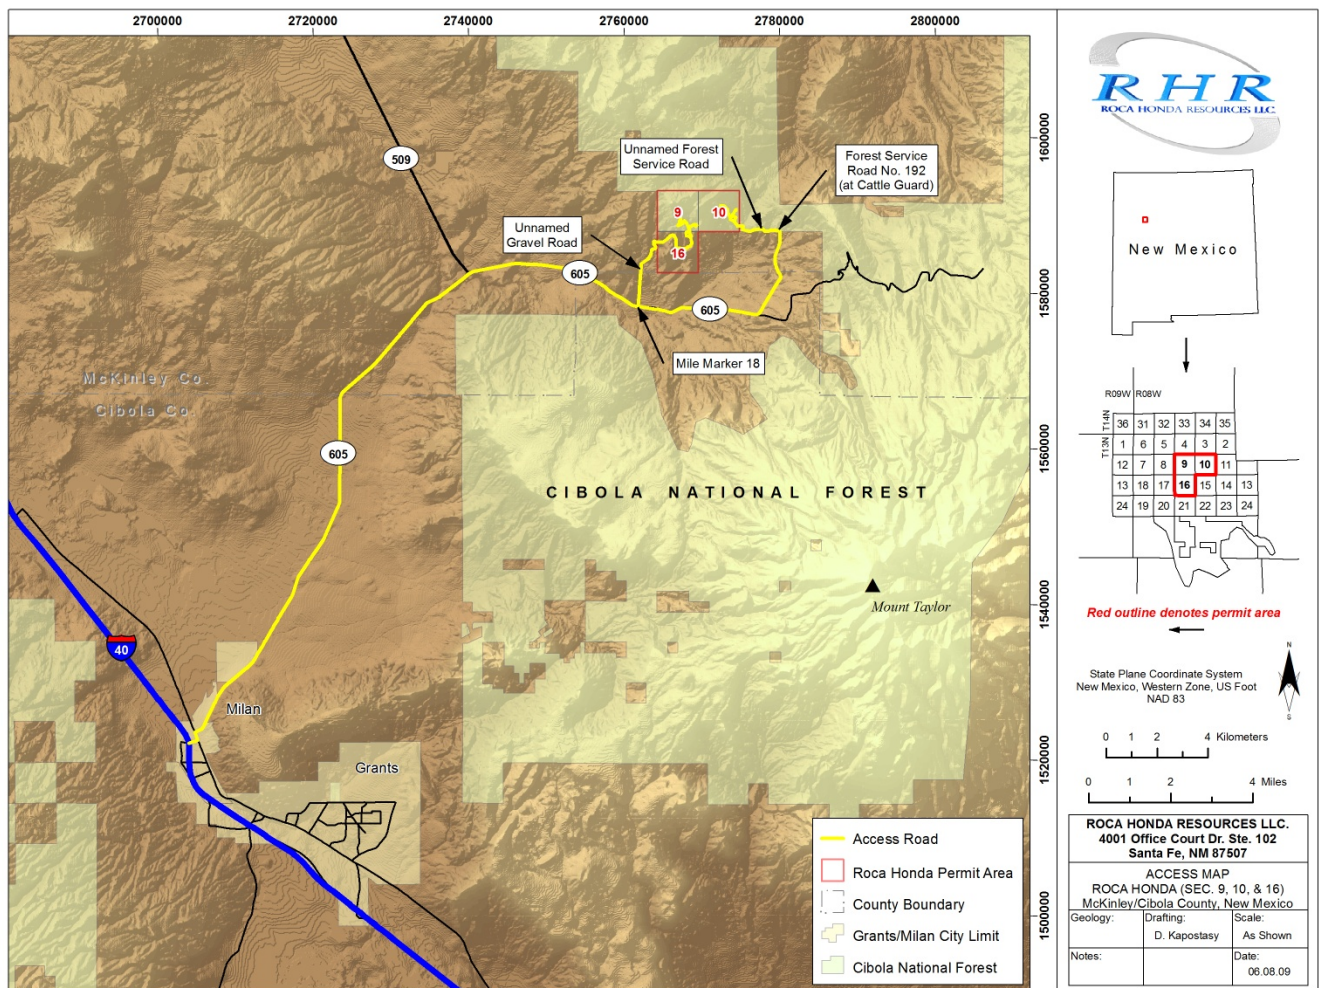 2700000 2720000 2740000 2760000 2780000 2800000
1600000
1580000
1560000
1540000
1520000
1500000
509
Unnamed Forest
Service Road
Forest Service
Road No. 192
(at Cattle Guard)
Unnamed
Gravel Road
9
10
16
605
605
Mile Marker 18
McKinley Co.
Cibola Co.
605
CIBOLA NATIONAL FOREST
Mount Taylor
40
Milan
Grants
Access Road
Roca Honda Permit Area
County Boundary
Grants/Milan City Limit
Cibola National Forest
RHR
ROCA HONDA RESOURCES LLC.
New Mexico
R09W R08W
T14N
T13N
36 31 32 33 34 35
1 6 5 4 3 2
12 7 8 9 10 11
13 18 17 16 15 14 13
24 19 20 21 22 23 24
Red outline denotes permit area
State Plane Coordinate System
New Mexico, Western Zone, US Foot
NAD 83
N
S
0 1 2 4 Kilometers
0 1 2 4 Miles
ROCA HONDA RESOURCES LLC.
4001 Office Court Dr. Ste. 102
Santa Fe, NM 87507
ACCESS MAP
ROCA HONDA (SEC. 9, 10, & 16)
McKinley/Cibola County, New Mexico
Geology: Drafting: Scale:
D. Kapostasy As Shown
Notes: Date:
06.08.09